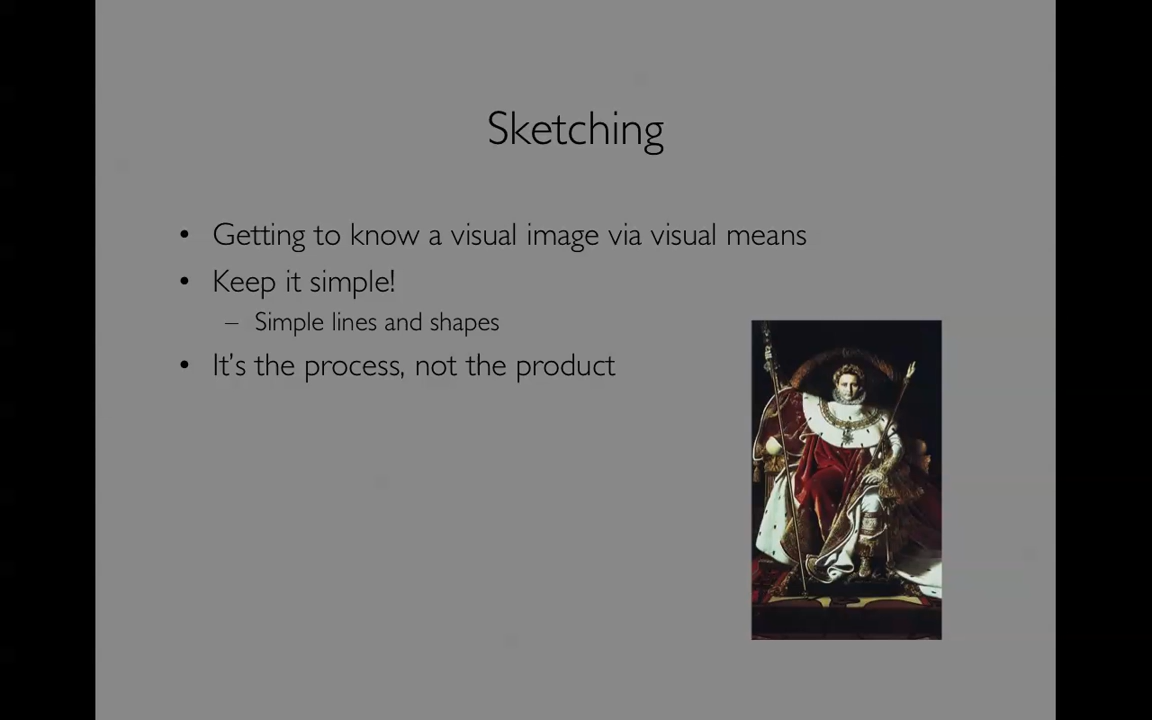 Sketching
• Getting to know a visual image via visual means
• Keep it simple!
– Simple lines and shapes
• It's the process, not the product